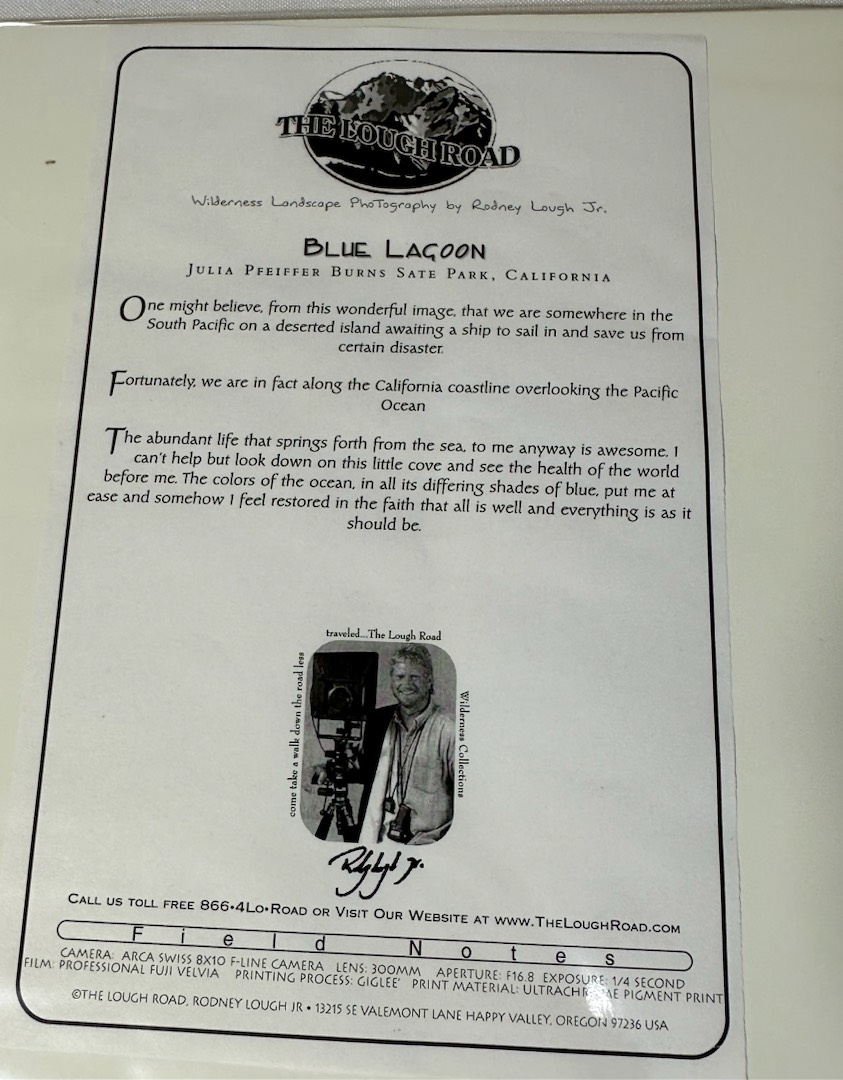 THE LOUGH ROAD
Wilderness Landscape Photography by Rodney Lough Jr.
BLUE LAGOON
JULIA PFEIFFER BURNS SATE PARK, CALIFORNIA
One might believe, from this wonderful image, that we are somewhere in the
South Pacific on a deserted island awaiting a ship to sail in and save us from
certain disaster.
Fortunately, we are in fact along the California coastline overlooking the Pacific
Ocean
The abundant life that springs forth from the sea, to me anyway is awesome. I
can't help but look down on this little cove and see the health of the world
before me. The colors of the ocean, in all its differing shades of blue, put me at
ease and somehow I feel restored in the faith that all is well and everything is as it
should be.
come take a walk down the road less
traveled...The Lough Road
Wilderness Collections
CALL US TOLL FREE 866•4LO•ROAD OR VISIT OUR WEBSITE AT WWW.THELOUGHROAD.COM
Field Notes
CAMERA: ARCA SWISS 8X10 F-LINE CAMERA LENS: 300MM APERTURE: F16.8 EXPOSURE: 1/4 SECOND
FILM: PROFESSIONAL FUJI VELVIA PRINTING PROCESS: GIGLEE' PRINT MATERIAL: PIGMENT PRINT
©THE LOUGH ROAD, RODNEY LOUGH JR • 13215 SE VALEMONT LANE HAPPY VALLEY, OREGON 97236 USA